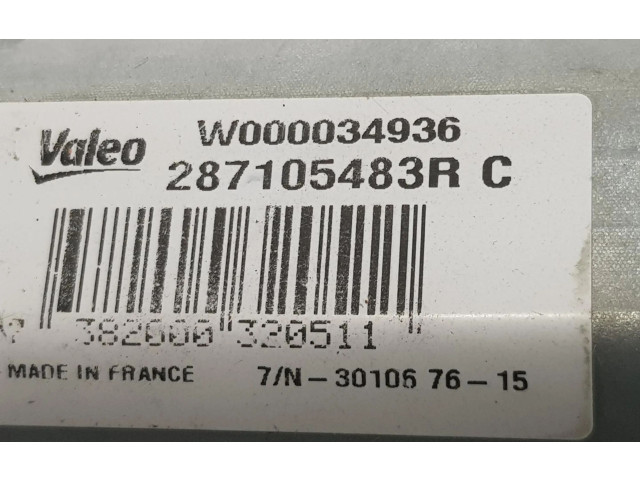 Valeo
W000034936
287105483R C
382000 320511
MADE IN FRANCE
7/N-30106 76-15